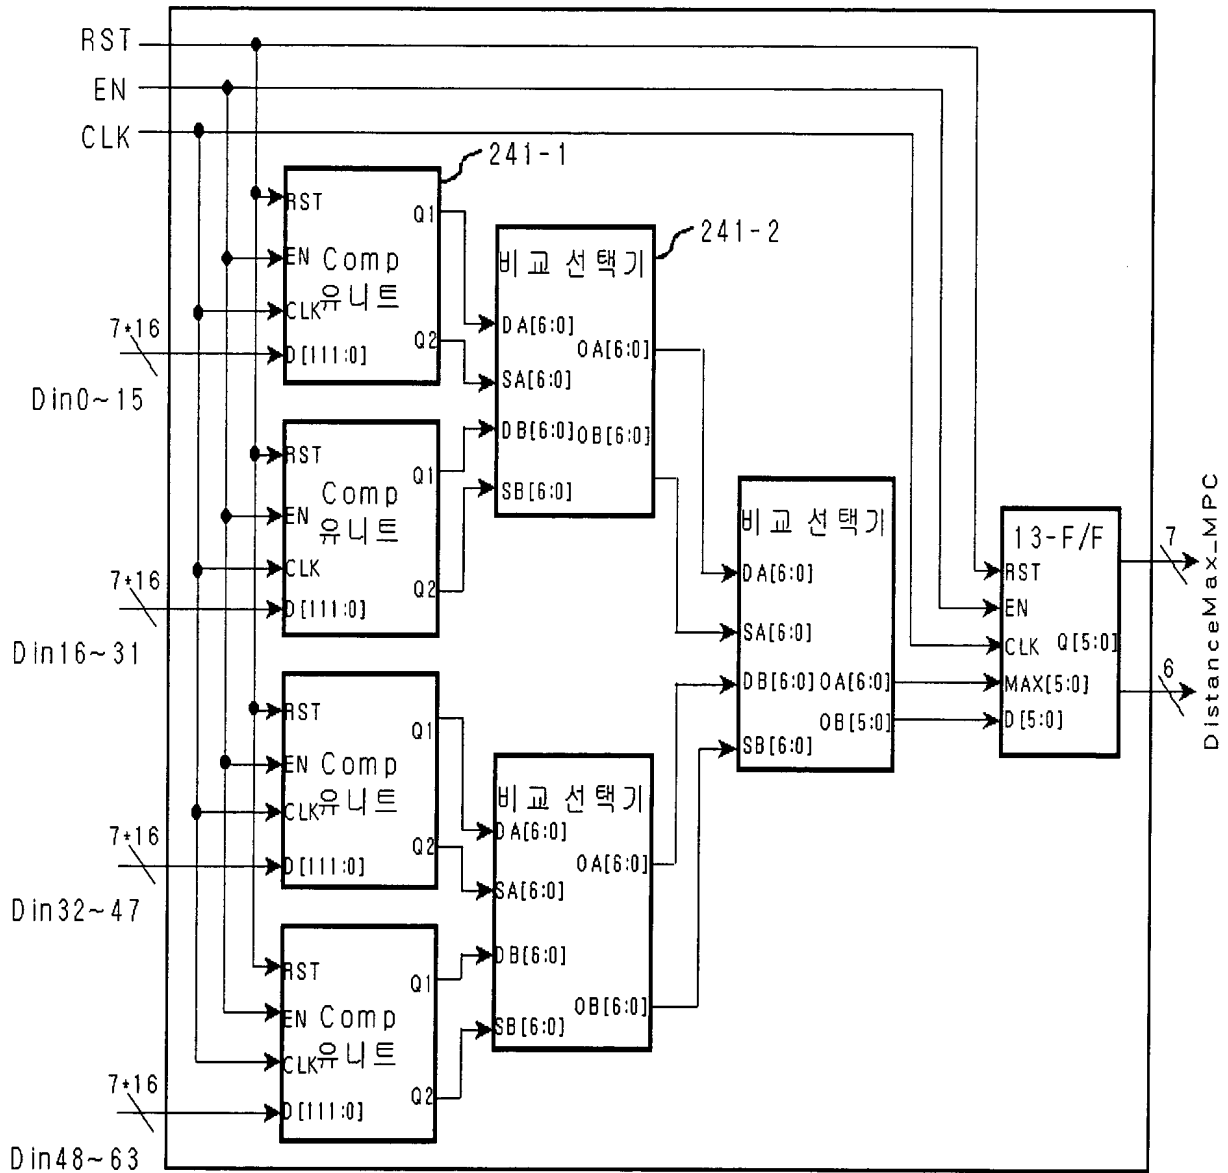 RST
EN
CLK
241-1
RST
Q1
EN Comp
유니트
CLK
Q2
D[111:0]
7*16
Din0~15
241-2
비교 선택기
DA[6:0]
OA[6:0]
SA[6:0]
DB[6:0]
OB[6:0]
SB[6:0]
RST
Q1
Comp
EN 유니트
CLK
Q2
D[111:0]
7*16
Din16~31
비교 선택기
DA[6:0]
SA[6:0]
DB[6:0]
OA[6:0]
OB[5:0]
SB[6:0]
13-F/F
RST
EN
CLK
Q[5:0]
MAX[5:0]
D[5:0]
7
6
DistanceMax_MPC
RST
Q1
EN Comp
유니트
CLK
Q2
D[111:0]
7*16
Din32~47
비교 선택기
DA[6:0]
OA[6:0]
SA[6:0]
DB[6:0]
OB[6:0]
SB[6:0]
RST
Q1
EN Comp
유니트
CLK
Q2
D[111:0]
7*16
Din48~63